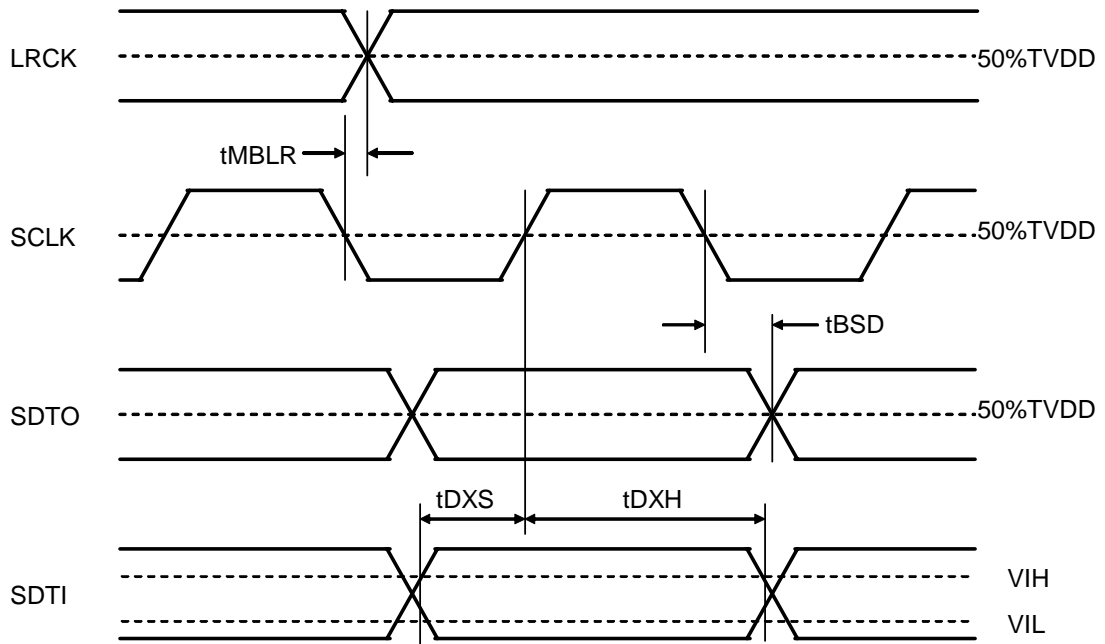 LRCK
50%TVDD
tMBLR
SCLK
50%TVDD
tBSD
SDTO
50%TVDD
tDXS
tDXH
SDTI
VIH
VIL